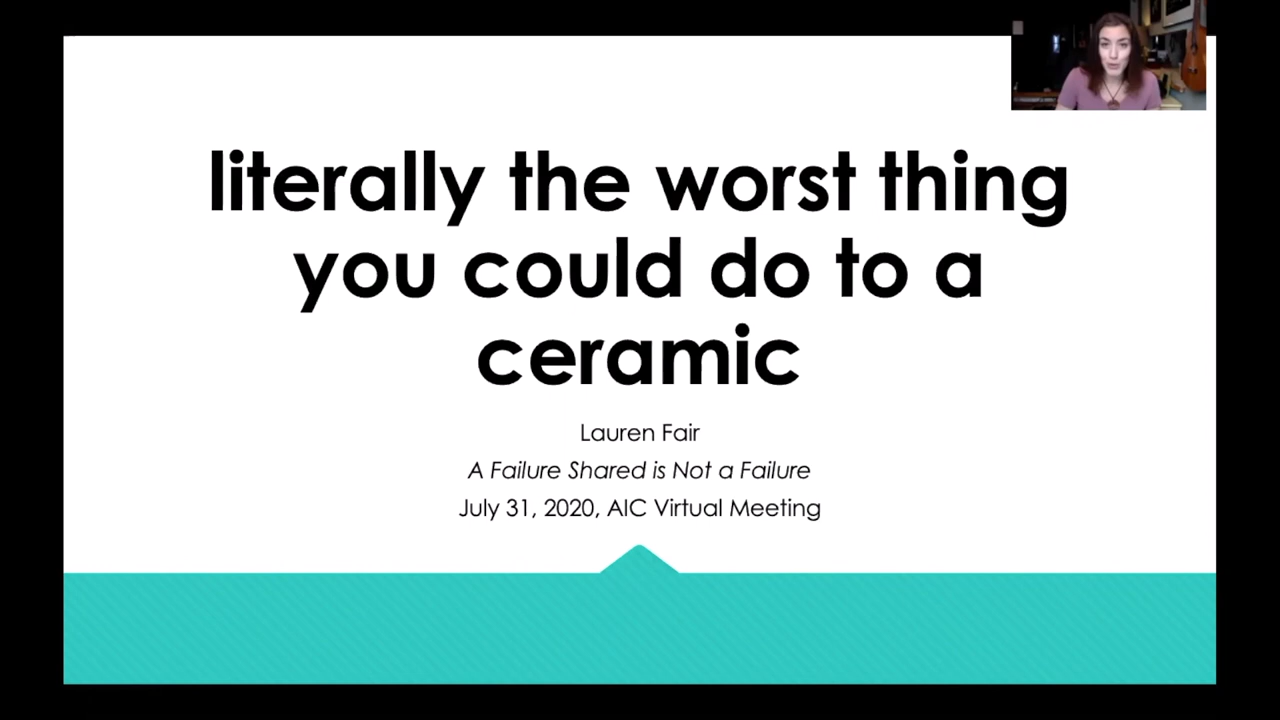 literally the worst thing
you could do to a
ceramic
Lauren Fair
A Failure Shared is Not a Failure
July 31, 2020, AIC Virtual Meeting